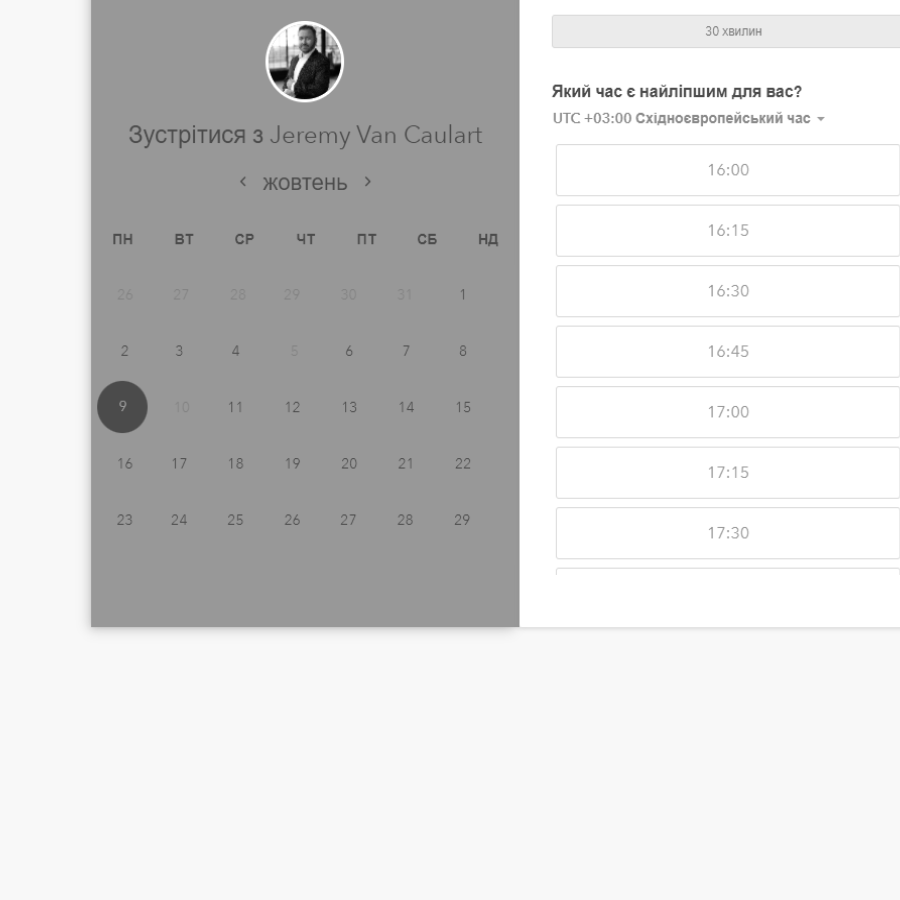 Зустрітися з Jeremy Van Caulart
жовтень
ПН ВТ СР ЧТ ПТ СБ НД
26 27 28 29 30 31 1
2 3 4 5 6 7 8
9 10 11 12 13 14 15
16 17 18 19 20 21 22
23 24 25 26 27 28 29
30 хвилин
Який час є найліпшим для вас?
UTC +03:00 Східноєвропейський час
16:00
16:15
16:30
16:45
17:00
17:15
17:30